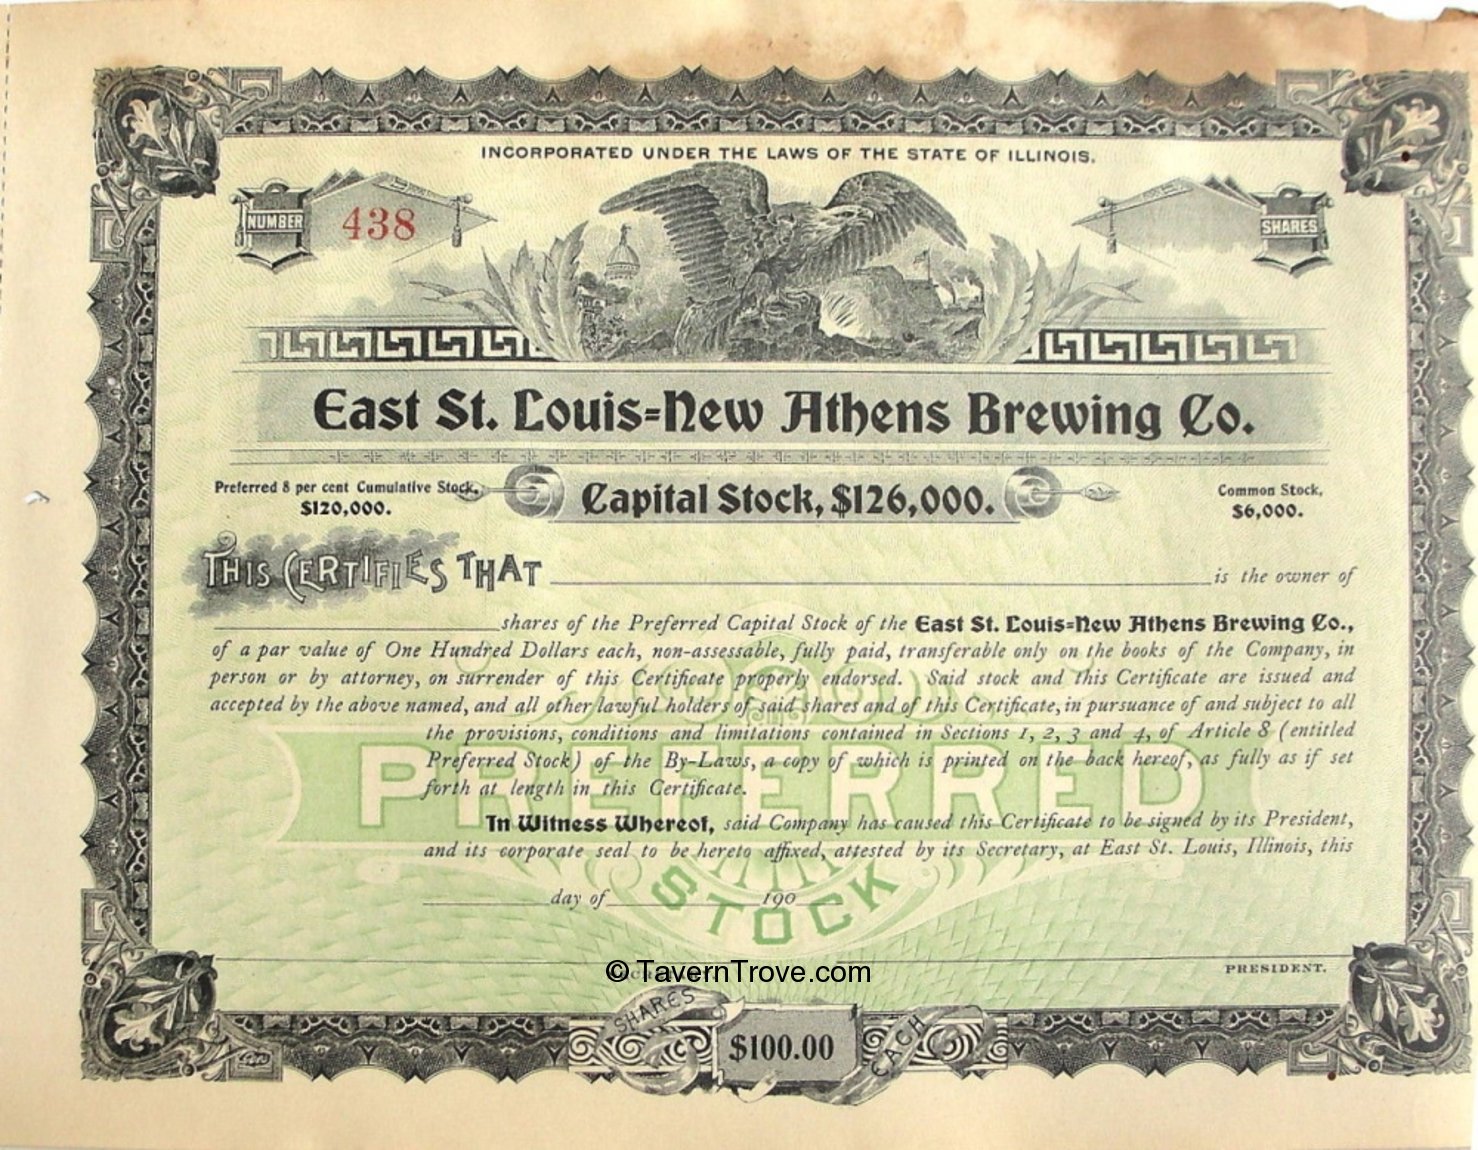 INCORPORATED UNDER THE LAWS OF THE STATE OF ILLINOIS.
NUMBER 438 SHARES
East St. Louis=New Athens Brewing Co.
Preferred 8 per cent Cumulative Stock,
$120,000.
Capital Stock, $126,000.
Common Stock,
$6,000.
THIS CERTIFIES THAT is the owner of
shares of the Preferred Capital Stock of the East St. Louis=New Athens Brewing Co.,
of a par value of One Hundred Dollars each, non-assessable, fully paid, transferable only on the books of the Company, in
person or by attorney, on surrender of this Certificate properly endorsed. Said stock and this Certificate are issued and
accepted by the above named, and all other lawful holders of said shares and of this Certificate, in pursuance of and subject to all
the provisions, conditions and limitations contained in Sections 1, 2, 3 and 4, of Article 8 (entitled
Preferred Stock) of the By-Laws, a copy of which is printed on the back hereof, as fully as if set
forth at length in this Certificate.
PREFERRED
In Witness Whereof, said Company has caused this Certificate to be signed by its President,
and its corporate seal to be hereto affixed, attested by its Secretary, at East St. Louis, Illinois, this
day of 190
STOCK
© TavernTrove.com
PRESIDENT.
SHARES $100.00 EACH